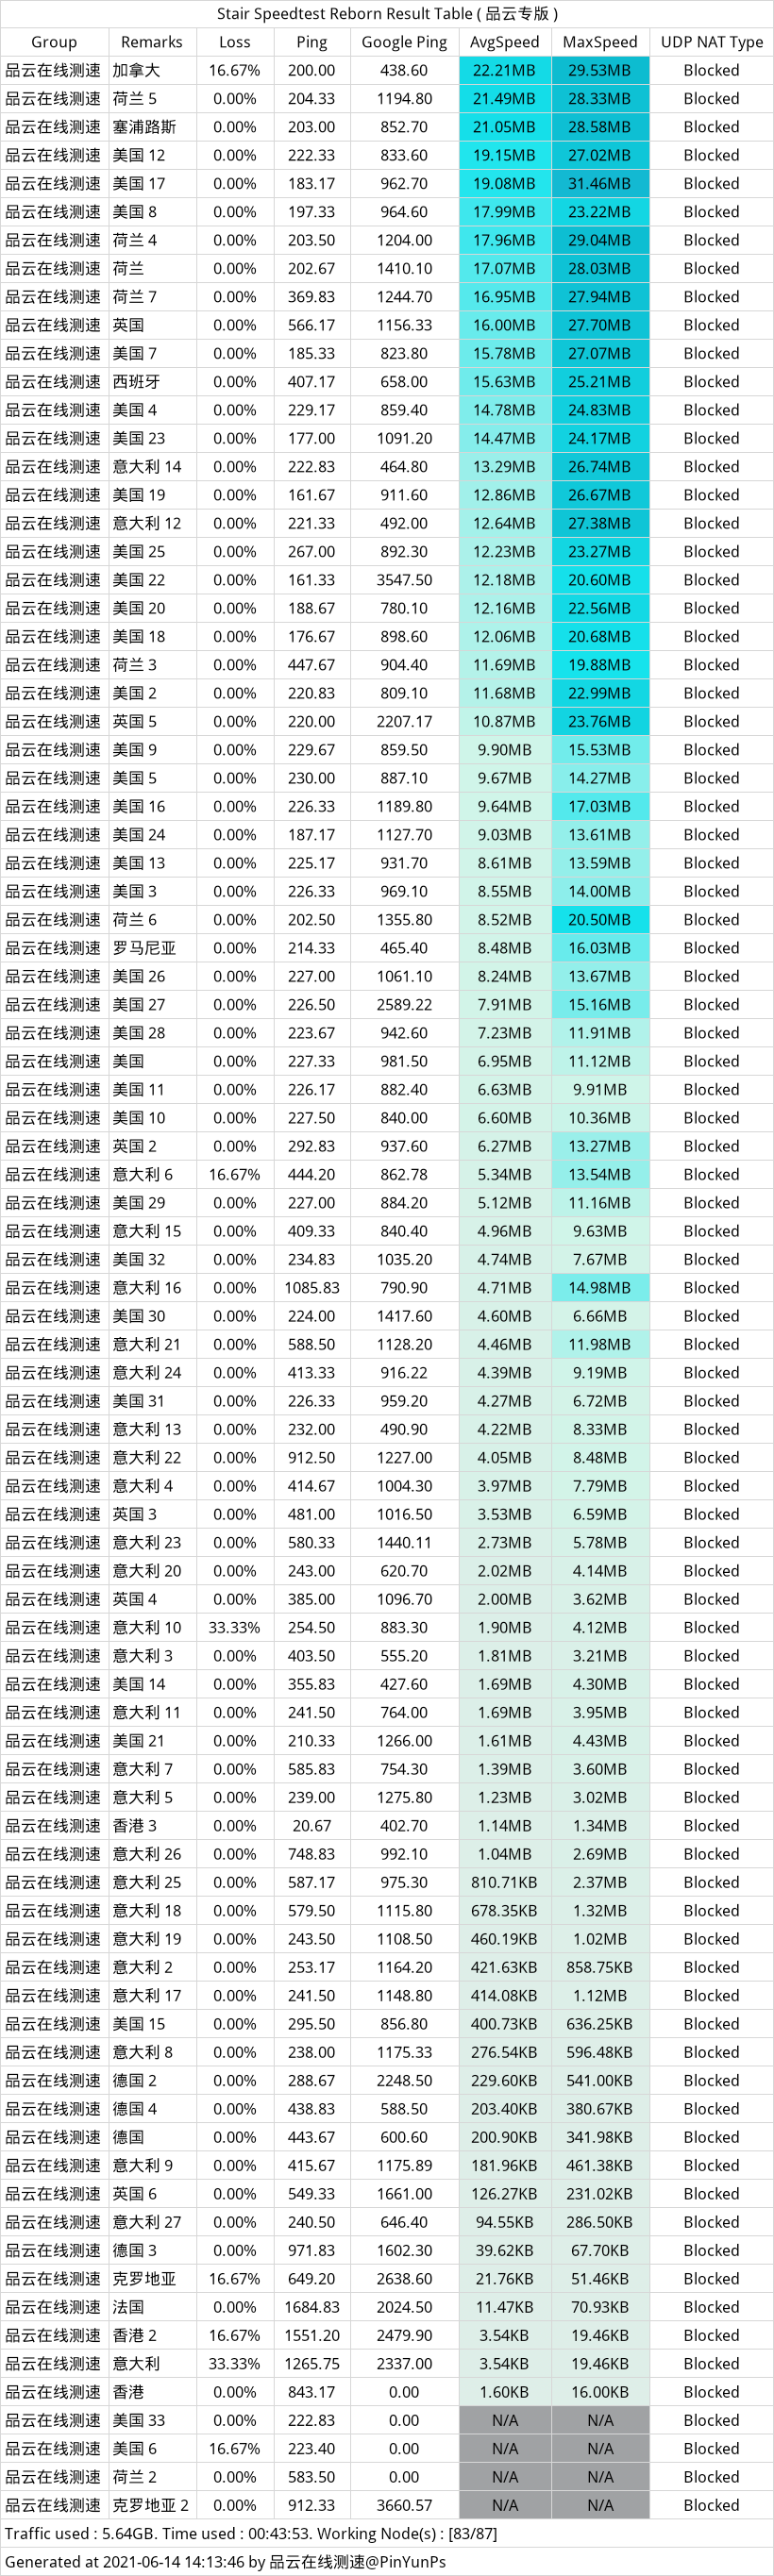 Stair Speedtest Reborn Result Table ( 品云专版 )
Group Remarks Loss Ping Google Ping AvgSpeed MaxSpeed UDP NAT Type
品云在线测速 加拿大 16.67% 200.00 438.60 22.21MB 29.53MB Blocked
品云在线测速 荷兰 5 0.00% 204.33 1194.80 21.49MB 28.33MB Blocked
品云在线测速 塞浦路斯 0.00% 203.00 852.70 21.05MB 28.58MB Blocked
品云在线测速 美国 12 0.00% 222.33 833.60 19.15MB 27.02MB Blocked
品云在线测速 美国 17 0.00% 183.17 962.70 19.08MB 31.46MB Blocked
品云在线测速 美国 8 0.00% 197.33 964.60 17.99MB 23.22MB Blocked
品云在线测速 荷兰 4 0.00% 203.50 1204.00 17.96MB 29.04MB Blocked
品云在线测速 荷兰 0.00% 202.67 1410.10 17.07MB 28.03MB Blocked
品云在线测速 荷兰 7 0.00% 369.83 1244.70 16.95MB 27.94MB Blocked
品云在线测速 英国 0.00% 566.17 1156.33 16.00MB 27.70MB Blocked
品云在线测速 美国 7 0.00% 185.33 823.80 15.78MB 27.07MB Blocked
品云在线测速 西班牙 0.00% 407.17 658.00 15.63MB 25.21MB Blocked
品云在线测速 美国 4 0.00% 229.17 859.40 14.78MB 24.83MB Blocked
品云在线测速 美国 23 0.00% 177.00 1091.20 14.47MB 24.17MB Blocked
品云在线测速 意大利 14 0.00% 222.83 464.80 13.29MB 26.74MB Blocked
品云在线测速 美国 19 0.00% 161.67 911.60 12.86MB 26.67MB Blocked
品云在线测速 意大利 12 0.00% 221.33 492.00 12.64MB 27.38MB Blocked
品云在线测速 美国 25 0.00% 267.00 892.30 12.23MB 23.27MB Blocked
品云在线测速 美国 22 0.00% 161.33 3547.50 12.18MB 20.60MB Blocked
品云在线测速 美国 20 0.00% 188.67 780.10 12.16MB 22.56MB Blocked
品云在线测速 美国 18 0.00% 176.67 898.60 12.06MB 20.68MB Blocked
品云在线测速 荷兰 3 0.00% 447.67 904.40 11.69MB 19.88MB Blocked
品云在线测速 美国 2 0.00% 220.83 809.10 11.68MB 22.99MB Blocked
品云在线测速 英国 5 0.00% 220.00 2207.17 10.87MB 23.76MB Blocked
品云在线测速 美国 9 0.00% 229.67 859.50 9.90MB 15.53MB Blocked
品云在线测速 美国 5 0.00% 230.00 887.10 9.67MB 14.27MB Blocked
品云在线测速 美国 16 0.00% 226.33 1189.80 9.64MB 17.03MB Blocked
品云在线测速 美国 24 0.00% 187.17 1127.70 9.03MB 13.61MB Blocked
品云在线测速 美国 13 0.00% 225.17 931.70 8.61MB 13.59MB Blocked
品云在线测速 美国 3 0.00% 226.33 969.10 8.55MB 14.00MB Blocked
品云在线测速 荷兰 6 0.00% 202.50 1355.80 8.52MB 20.50MB Blocked
品云在线测速 罗马尼亚 0.00% 214.33 465.40 8.48MB 16.03MB Blocked
品云在线测速 美国 26 0.00% 227.00 1061.10 8.24MB 13.67MB Blocked
品云在线测速 美国 27 0.00% 226.50 2589.22 7.91MB 15.16MB Blocked
品云在线测速 美国 28 0.00% 223.67 942.60 7.23MB 11.91MB Blocked
品云在线测速 美国 0.00% 227.33 981.50 6.95MB 11.12MB Blocked
品云在线测速 美国 11 0.00% 226.17 882.40 6.63MB 9.91MB Blocked
品云在线测速 美国 10 0.00% 227.50 840.00 6.60MB 10.36MB Blocked
品云在线测速 英国 2 0.00% 292.83 937.60 6.27MB 13.27MB Blocked
品云在线测速 意大利 6 16.67% 444.20 862.78 5.34MB 13.54MB Blocked
品云在线测速 美国 29 0.00% 227.00 884.20 5.12MB 11.16MB Blocked
品云在线测速 意大利 15 0.00% 409.33 840.40 4.96MB 9.63MB Blocked
品云在线测速 美国 32 0.00% 234.83 1035.20 4.74MB 7.67MB Blocked
品云在线测速 意大利 16 0.00% 1085.83 790.90 4.71MB 14.98MB Blocked
品云在线测速 美国 30 0.00% 224.00 1417.60 4.60MB 6.66MB Blocked
品云在线测速 意大利 21 0.00% 588.50 1128.20 4.46MB 11.98MB Blocked
品云在线测速 意大利 24 0.00% 413.33 916.22 4.39MB 9.19MB Blocked
品云在线测速 美国 31 0.00% 226.33 959.20 4.27MB 6.72MB Blocked
品云在线测速 意大利 13 0.00% 232.00 490.90 4.22MB 8.33MB Blocked
品云在线测速 意大利 22 0.00% 912.50 1227.00 4.05MB 8.48MB Blocked
品云在线测速 意大利 4 0.00% 414.67 1004.30 3.97MB 7.79MB Blocked
品云在线测速 英国 3 0.00% 481.00 1016.50 3.53MB 6.59MB Blocked
品云在线测速 意大利 23 0.00% 580.33 1440.11 2.73MB 5.78MB Blocked
品云在线测速 意大利 20 0.00% 243.00 620.70 2.02MB 4.14MB Blocked
品云在线测速 英国 4 0.00% 385.00 1096.70 2.00MB 3.62MB Blocked
品云在线测速 意大利 10 33.33% 254.50 883.30 1.90MB 4.12MB Blocked
品云在线测速 意大利 3 0.00% 403.50 555.20 1.81MB 3.21MB Blocked
品云在线测速 美国 14 0.00% 355.83 427.60 1.69MB 4.30MB Blocked
品云在线测速 意大利 11 0.00% 241.50 764.00 1.69MB 3.95MB Blocked
品云在线测速 美国 21 0.00% 210.33 1266.00 1.61MB 4.43MB Blocked
品云在线测速 意大利 7 0.00% 585.83 754.30 1.39MB 3.60MB Blocked
品云在线测速 意大利 5 0.00% 239.00 1275.80 1.23MB 3.02MB Blocked
品云在线测速 香港 3 0.00% 20.67 402.70 1.14MB 1.34MB Blocked
品云在线测速 意大利 26 0.00% 748.83 992.10 1.04MB 2.69MB Blocked
品云在线测速 意大利 25 0.00% 587.17 975.30 810.71KB 2.37MB Blocked
品云在线测速 意大利 18 0.00% 579.50 1115.80 678.35KB 1.32MB Blocked
品云在线测速 意大利 19 0.00% 243.50 1108.50 460.19KB 1.02MB Blocked
品云在线测速 意大利 2 0.00% 253.17 1164.20 421.63KB 858.75KB Blocked
品云在线测速 意大利 17 0.00% 241.50 1148.80 414.08KB 1.12MB Blocked
品云在线测速 美国 15 0.00% 295.50 856.80 400.73KB 636.25KB Blocked
品云在线测速 意大利 8 0.00% 238.00 1175.33 276.54KB 596.48KB Blocked
品云在线测速 德国 2 0.00% 288.67 2248.50 229.60KB 541.00KB Blocked
品云在线测速 德国 4 0.00% 438.83 588.50 203.40KB 380.67KB Blocked
品云在线测速 德国 0.00% 443.67 600.60 200.90KB 341.98KB Blocked
品云在线测速 意大利 9 0.00% 415.67 1175.89 181.96KB 461.38KB Blocked
品云在线测速 英国 6 0.00% 549.33 1661.00 126.27KB 231.02KB Blocked
品云在线测速 意大利 27 0.00% 240.50 646.40 94.55KB 286.50KB Blocked
品云在线测速 德国 3 0.00% 971.83 1602.30 39.62KB 67.70KB Blocked
品云在线测速 克罗地亚 16.67% 649.20 2638.60 21.76KB 51.46KB Blocked
品云在线测速 法国 0.00% 1684.83 2024.50 11.47KB 70.93KB Blocked
品云在线测速 香港 2 16.67% 1551.20 2479.90 3.54KB 19.46KB Blocked
品云在线测速 意大利 33.33% 1265.75 2337.00 3.54KB 19.46KB Blocked
品云在线测速 香港 0.00% 843.17 0.00 1.60KB 16.00KB Blocked
品云在线测速 美国 33 0.00% 222.83 0.00 N/A N/A Blocked
品云在线测速 美国 6 16.67% 223.40 0.00 N/A N/A Blocked
品云在线测速 荷兰 2 0.00% 583.50 0.00 N/A N/A Blocked
品云在线测速 克罗地亚 2 0.00% 912.33 3660.57 N/A N/A Blocked
Traffic used : 5.64GB. Time used : 00:43:53. Working Node(s) : [83/87]
Generated at 2021-06-14 14:13:46 by 品云在线测速@PinYunPs